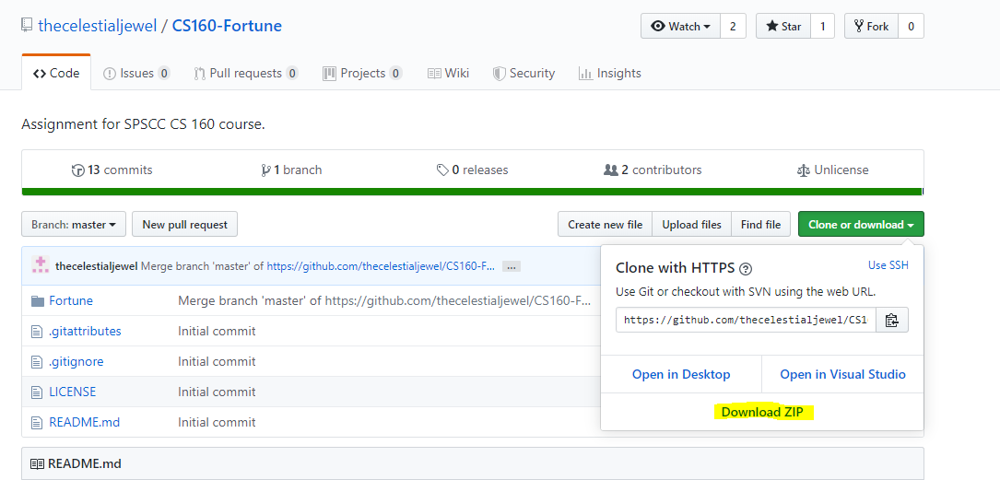 thecelestialjewel / CS160-Fortune
Watch 2 Star 1 Fork 0
Code Issues 0 Pull requests 0 Projects 0 Wiki Security Insights
Assignment for SPSCC CS 160 course.
13 commits 1 branch 0 releases 2 contributors Unlicense
Branch: master New pull request Create new file Upload files Find file Clone or download
thecelestialjewel Merge branch 'master' of https://github.com/thecelestialjewel/CS160-F... ...
Fortune Merge branch 'master' of https://github.com/thecelestialjewel/CS160-F...
.gitattributes Initial commit
.gitignore Initial commit
LICENSE Initial commit
README.md Initial commit
Clone with HTTPS ? Use SSH
Use Git or checkout with SVN using the web URL.
https://github.com/thecelestialjewel/CS1
Open in Desktop Open in Visual Studio
Download ZIP
README.md